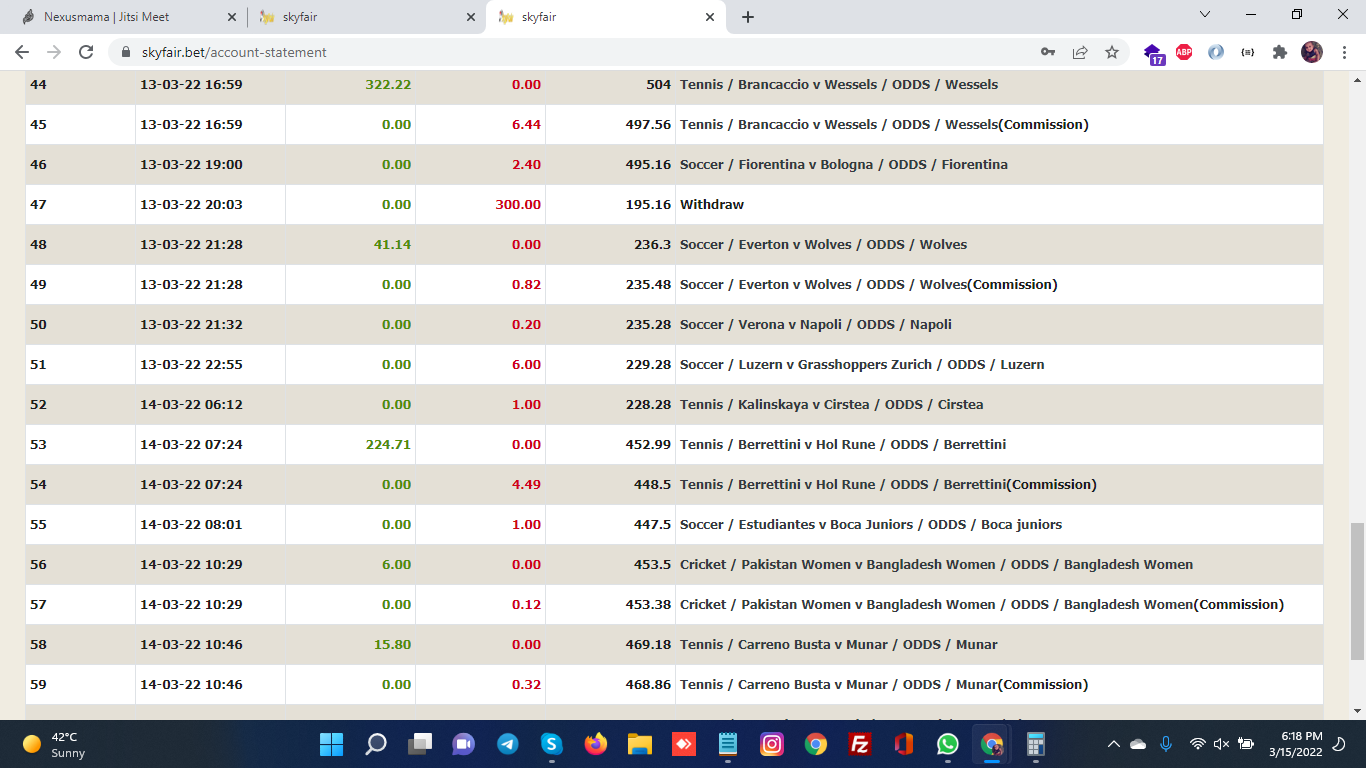 Nexusmama | Jitsi Meet
skyfair
skyfair
skyfair.bet/account-statement
17
ABP
44 13-03-22 16:59 322.22 0.00 504 Tennis / Brancaccio v Wessels / ODDS / Wessels
45 13-03-22 16:59 0.00 6.44 497.56 Tennis / Brancaccio v Wessels / ODDS / Wessels(Commission)
46 13-03-22 19:00 0.00 2.40 495.16 Soccer / Fiorentina v Bologna / ODDS / Fiorentina
47 13-03-22 20:03 0.00 300.00 195.16 Withdraw
48 13-03-22 21:28 41.14 0.00 236.3 Soccer / Everton v Wolves / ODDS / Wolves
49 13-03-22 21:28 0.00 0.82 235.48 Soccer / Everton v Wolves / ODDS / Wolves(Commission)
50 13-03-22 21:32 0.00 0.20 235.28 Soccer / Verona v Napoli / ODDS / Napoli
51 13-03-22 22:55 0.00 6.00 229.28 Soccer / Luzern v Grasshoppers Zurich / ODDS / Luzern
52 14-03-22 06:12 0.00 1.00 228.28 Tennis / Kalinskaya v Cirstea / ODDS / Cirstea
53 14-03-22 07:24 224.71 0.00 452.99 Tennis / Berrettini v Hol Rune / ODDS / Berrettini
54 14-03-22 07:24 0.00 4.49 448.5 Tennis / Berrettini v Hol Rune / ODDS / Berrettini(Commission)
55 14-03-22 08:01 0.00 1.00 447.5 Soccer / Estudiantes v Boca Juniors / ODDS / Boca juniors
56 14-03-22 10:29 6.00 0.00 453.5 Cricket / Pakistan Women v Bangladesh Women / ODDS / Bangladesh Women
57 14-03-22 10:29 0.00 0.12 453.38 Cricket / Pakistan Women v Bangladesh Women / ODDS / Bangladesh Women(Commission)
58 14-03-22 10:46 15.80 0.00 469.18 Tennis / Carreno Busta v Munar / ODDS / Munar
59 14-03-22 10:46 0.00 0.32 468.86 Tennis / Carreno Busta v Munar / ODDS / Munar(Commission)
42°C
Sunny
6:18 PM
3/15/2022